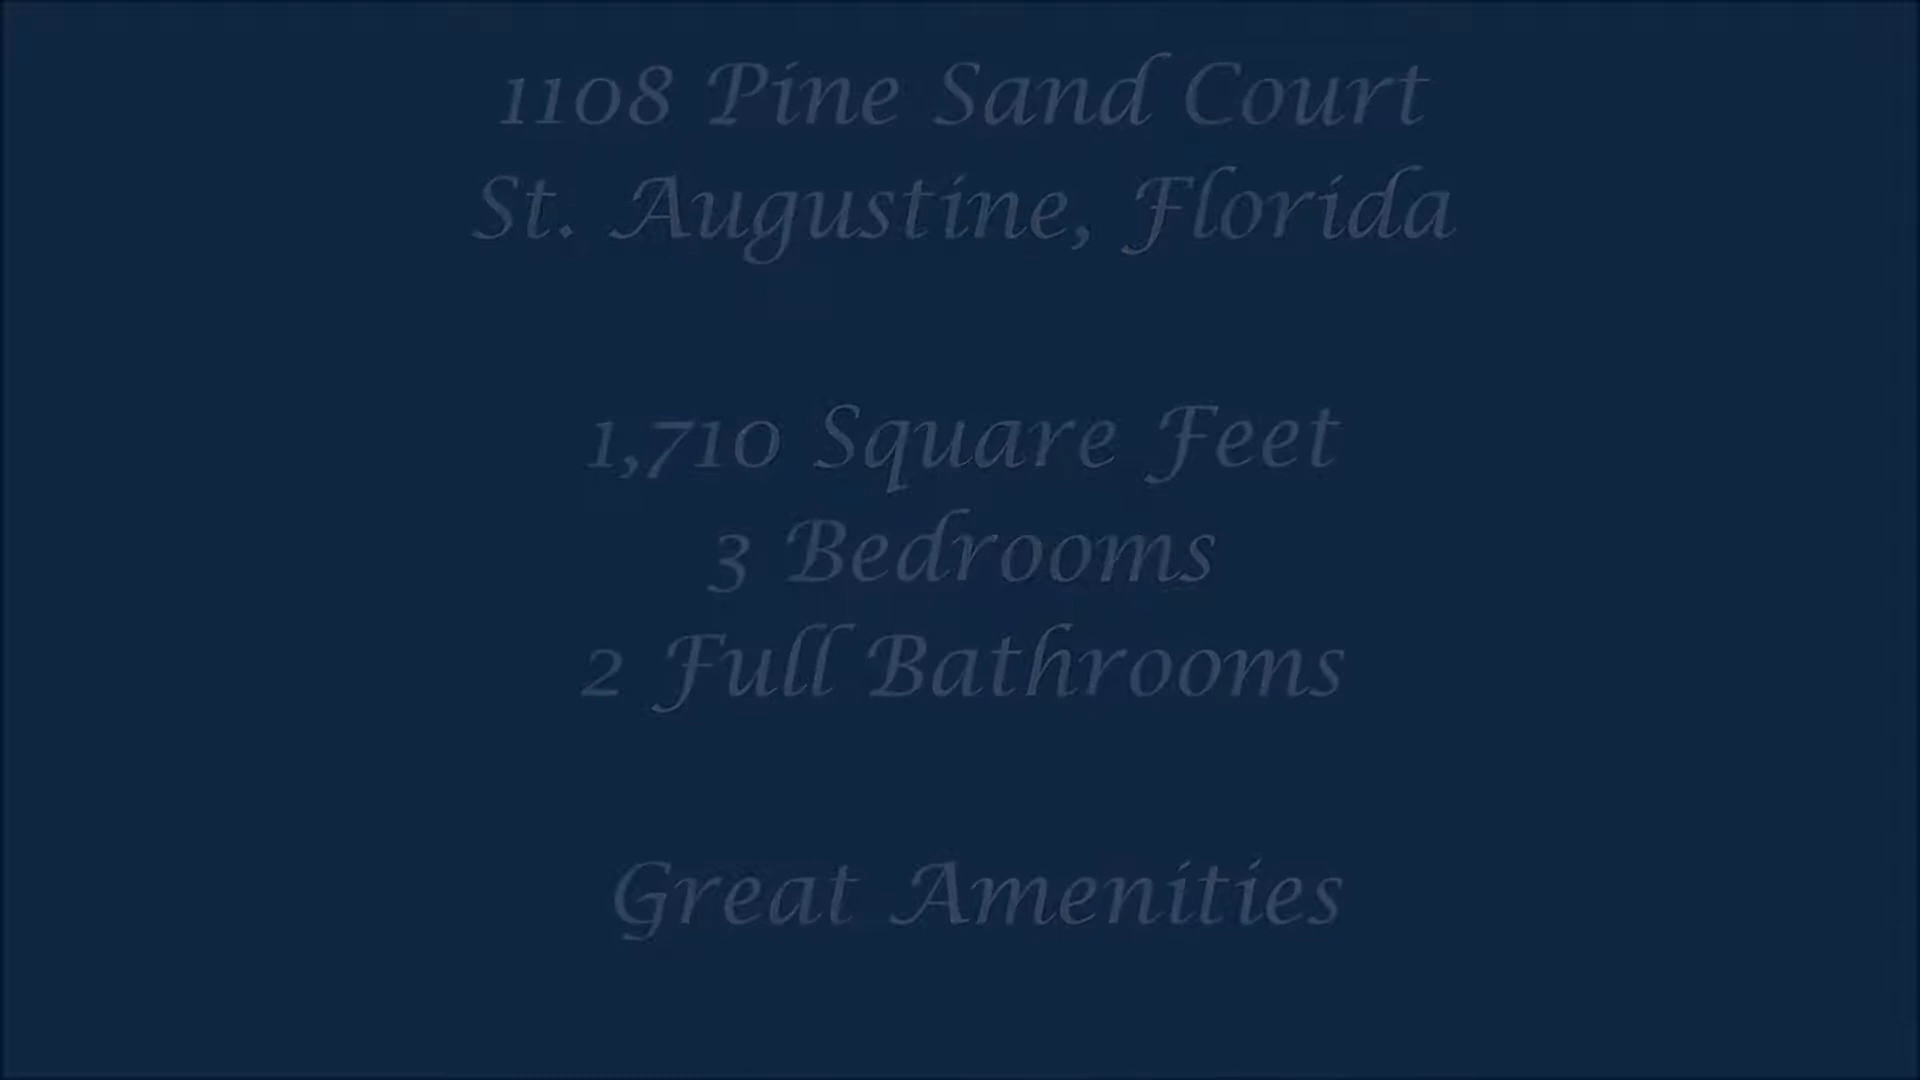 1108 Pine Sand Court
St. Augustine, Florida
1,710 Square Feet
3 Bedrooms
2 Full Bathrooms
Great Amenities